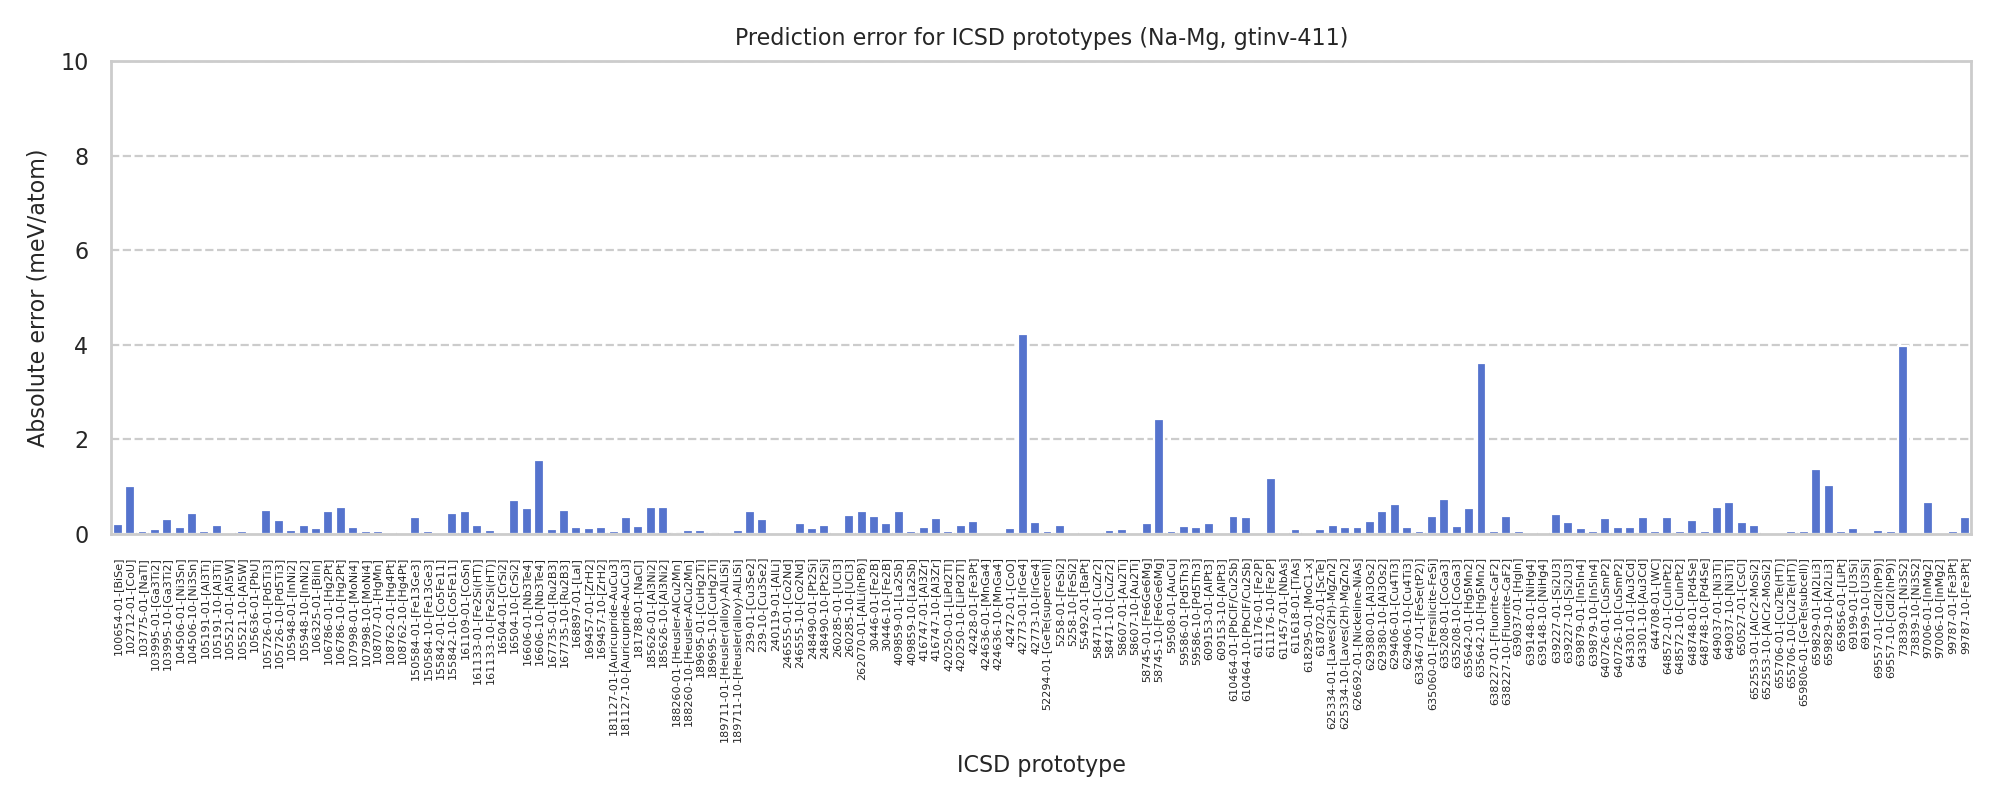 Prediction error for ICSD prototypes (Na-Mg, gtinv-411)
10
8
6
4
2
0
Absolute error (meV/atom)
100654-01-[BiSe]
102712-01-[CoU]
103775-01-[NaTl]
103995-01-[Ga3Ti2]
103995-10-[Ga3Ti2]
104506-01-[Ni3Sn]
104506-10-[Ni3Sn]
105191-01-[Al3Ti]
105191-10-[Al3Ti]
105521-01-[Al5W]
105521-10-[Al5W]
105636-01-[PbU]
105726-01-[Pd5Ti3]
105726-10-[Pd5Ti3]
105948-01-[InNi2]
105948-10-[InNi2]
106325-01-[BiIn]
106786-01-[Hg2Pt]
106786-10-[Hg2Pt]
107998-01-[MoNi4]
107998-10-[MoNi4]
108707-01-[HgMn]
108762-01-[Hg4Pt]
108762-10-[Hg4Pt]
150584-01-[Fe13Ge3]
150584-10-[Fe13Ge3]
155842-01-[Co5Fe11]
155842-10-[Co5Fe11]
161109-01-[CoSn]
161133-01-[Fe2Si(HT)]
161133-10-[Fe2Si(HT)]
16504-01-[CrSi2]
16504-10-[CrSi2]
16606-01-[Nb3Te4]
16606-10-[Nb3Te4]
167735-01-[Ru2B3]
167735-10-[Ru2B3]
168897-01-[LaI]
169457-01-[ZrH2]
169457-10-[ZrH2]
181127-01-[Auricupride-AuCu3]
181127-10-[Auricupride-AuCu3]
181788-01-[NaCl]
185626-01-[Al3Ni2]
185626-10-[Al3Ni2]
188260-01-[Heusler-AlCu2Mn]
188260-10-[Heusler-AlCu2Mn]
189695-01-[CuHg2Ti]
189695-10-[CuHg2Ti]
189711-01-[Heusler(alloy)-AlLiSi]
189711-10-[Heusler(alloy)-AlLiSi]
239-01-[Cu3Se2]
239-10-[Cu3Se2]
240119-01-[AlLi]
246555-01-[Co2Nd]
246555-10-[Co2Nd]
248490-01-[Pt2Si]
248490-10-[Pt2Si]
260285-01-[UCl3]
260285-10-[UCl3]
262070-01-[AlLi(hP8)]
30446-01-[Fe2B]
30446-10-[Fe2B]
409859-01-[La2Sb]
409859-10-[La2Sb]
416747-01-[Al3Zr]
416747-10-[Al3Zr]
420250-01-[LiPd2Tl]
420250-10-[LiPd2Tl]
42428-01-[Fe3Pt]
424636-01-[MnGa4]
424636-10-[MnGa4]
42472-01-[CoO]
42773-01-[IrGe4]
42773-10-[IrGe4]
52294-01-[GeTe(supercell)]
5258-01-[FeSi2]
5258-10-[FeSi2]
55492-01-[BaPt]
58471-01-[CuZr2]
58471-10-[CuZr2]
58607-01-[Au2Ti]
58607-10-[Au2Ti]
58745-01-[Fe6Ge6Mg]
58745-10-[Fe6Ge6Mg]
59508-01-[AuCu]
59586-01-[Pd5Th3]
59586-10-[Pd5Th3]
609153-01-[AlPt3]
609153-10-[AlPt3]
610464-01-[PbClF/Cu2Sb]
610464-10-[PbClF/Cu2Sb]
611176-01-[Fe2P]
611176-10-[Fe2P]
611457-01-[NbAs]
611618-01-[TiAs]
618295-01-[MoC1-x]
618702-01-[ScTe]
625334-01-[Laves(2H)-MgZn2]
625334-10-[Laves(2H)-MgZn2]
626692-01-[Nickeline-NiAs]
629380-01-[Al3Os2]
629380-10-[Al3Os2]
629406-01-[Cu4Ti3]
629406-10-[Cu4Ti3]
633467-01-[FeSe(tP2)]
635060-01-[Fersilicite-FeSi]
635208-01-[CoGa3]
635208-10-[CoGa3]
635642-01-[Hg5Mn2]
635642-10-[Hg5Mn2]
638227-01-[Fluorite-CaF2]
638227-10-[Fluorite-CaF2]
639037-01-[HgIn]
639148-01-[NiHg4]
639148-10-[NiHg4]
639227-01-[Si2U3]
639227-10-[Si2U3]
639879-01-[In5In4]
639879-10-[In5In4]
640726-01-[CuSmP2]
640726-10-[CuSmP2]
643301-01-[Au3Cd]
643301-10-[Au3Cd]
644708-01-[WC]
648572-01-[CuInPt2]
648572-10-[CuInPt2]
648748-01-[Pd4Se]
648748-10-[Pd4Se]
649037-01-[Ni3Ti]
649037-10-[Ni3Ti]
650527-01-[CsCl]
652553-01-[AlCr2-MoSi2]
652553-10-[AlCr2-MoSi2]
655706-01-[Cu2Te(HT)]
655706-10-[Cu2Te(HT)]
659806-01-[GeTe(subcell)]
659829-01-[Al2Li3]
659829-10-[Al2Li3]
659856-01-[LiPt]
69199-01-[U3Si]
69199-10-[U3Si]
69557-01-[CdI2(hP9)]
69557-10-[CdI2(hP9)]
73839-01-[Ni3S2]
73839-10-[Ni3S2]
97006-01-[InMg2]
97006-10-[InMg2]
99787-01-[Fe3Pt]
99787-10-[Fe3Pt]
ICSD prototype